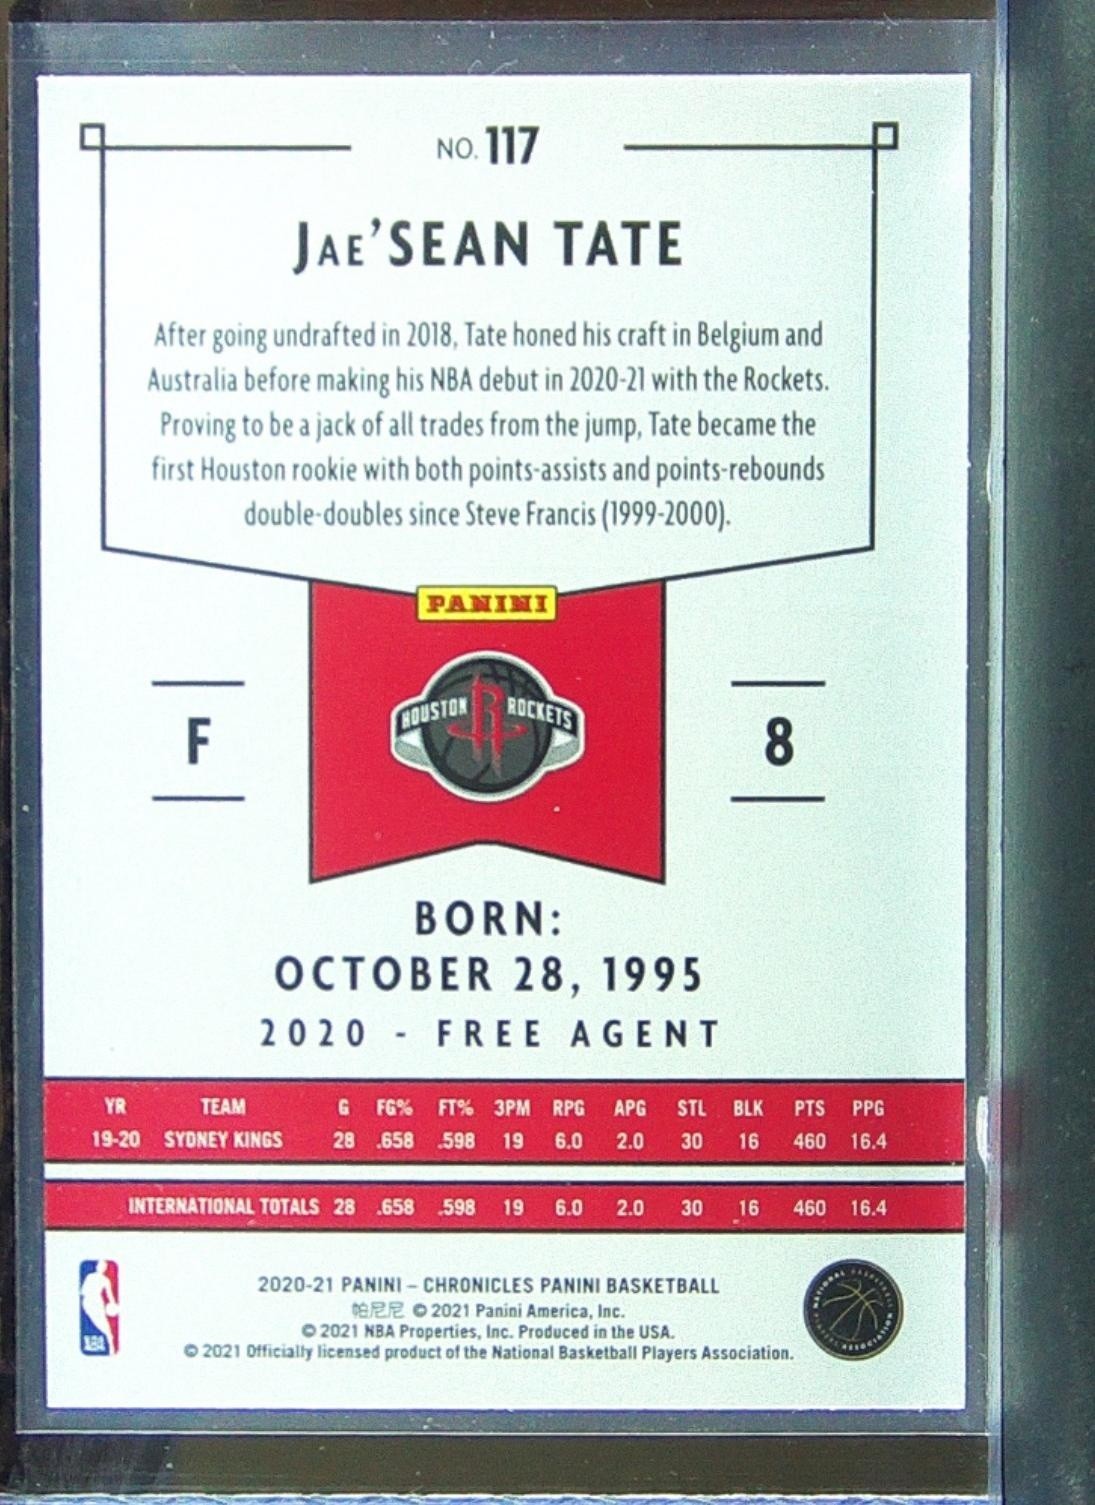 NO. 117
JAE'SEAN TATE
After going undrafted in 2018, Tate honed his craft in Belgium and
Australia before making his NBA debut in 2020-21 with the Rockets.
Proving to be a jack of all trades from the jump, Tate became the
first Houston rookie with both points-assists and points-rebounds
double-doubles since Steve Francis (1999-2000).
PANINI
HOUSTON R ROCKETS
F
8
BORN:
OCTOBER 28, 1995
2020 - FREE AGENT
YR TEAM G FG% FT% 3PM RPG APG STL BLK PTS PPG
19-20 SYDNEY KINGS 28 .658 .598 19 6.0 2.0 30 16 460 16.4
INTERNATIONAL TOTALS 28 .658 .598 19 6.0 2.0 30 16 460 16.4
2020-21 PANINI – CHRONICLES PANINI BASKETBALL
帕尼尼 © 2021 Panini America, Inc.
© 2021 NBA Properties, Inc. Produced in the USA.
© 2021 Officially licensed product of the National Basketball Players Association.
NBA
NATIONAL BASKETBALL PLAYERS ASSOCIATION